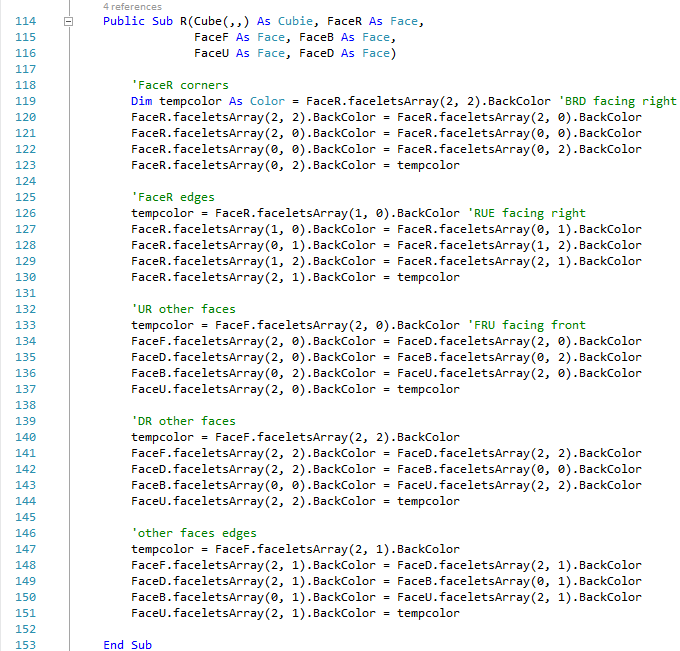 4 references
114 Public Sub R(Cube(,,) As Cubie, FaceR As Face,
115 FaceF As Face, FaceB As Face,
116 FaceU As Face, FaceD As Face)
117
118 'FaceR corners
119 Dim tempcolor As Color = FaceR.faceletsArray(2, 2).BackColor 'BRD facing right
120 FaceR.faceletsArray(2, 2).BackColor = FaceR.faceletsArray(2, 0).BackColor
121 FaceR.faceletsArray(2, 0).BackColor = FaceR.faceletsArray(0, 0).BackColor
122 FaceR.faceletsArray(0, 0).BackColor = FaceR.faceletsArray(0, 2).BackColor
123 FaceR.faceletsArray(0, 2).BackColor = tempcolor
124
125 'FaceR edges
126 tempcolor = FaceR.faceletsArray(1, 0).BackColor 'RUE facing right
127 FaceR.faceletsArray(1, 0).BackColor = FaceR.faceletsArray(0, 1).BackColor
128 FaceR.faceletsArray(0, 1).BackColor = FaceR.faceletsArray(1, 2).BackColor
129 FaceR.faceletsArray(1, 2).BackColor = FaceR.faceletsArray(2, 1).BackColor
130 FaceR.faceletsArray(2, 1).BackColor = tempcolor
131
132 'UR other faces
133 tempcolor = FaceF.faceletsArray(2, 0).BackColor 'FRU facing front
134 FaceF.faceletsArray(2, 0).BackColor = FaceD.faceletsArray(2, 0).BackColor
135 FaceD.faceletsArray(2, 0).BackColor = FaceB.faceletsArray(0, 2).BackColor
136 FaceB.faceletsArray(0, 2).BackColor = FaceU.faceletsArray(2, 0).BackColor
137 FaceU.faceletsArray(2, 0).BackColor = tempcolor
138
139 'DR other faces
140 tempcolor = FaceF.faceletsArray(2, 2).BackColor
141 FaceF.faceletsArray(2, 2).BackColor = FaceD.faceletsArray(2, 2).BackColor
142 FaceD.faceletsArray(2, 2).BackColor = FaceB.faceletsArray(0, 0).BackColor
143 FaceB.faceletsArray(0, 0).BackColor = FaceU.faceletsArray(2, 2).BackColor
144 FaceU.faceletsArray(2, 2).BackColor = tempcolor
145
146 'other faces edges
147 tempcolor = FaceF.faceletsArray(2, 1).BackColor
148 FaceF.faceletsArray(2, 1).BackColor = FaceD.faceletsArray(2, 1).BackColor
149 FaceD.faceletsArray(2, 1).BackColor = FaceB.faceletsArray(0, 1).BackColor
150 FaceB.faceletsArray(0, 1).BackColor = FaceU.faceletsArray(2, 1).BackColor
151 FaceU.faceletsArray(2, 1).BackColor = tempcolor
152
153 End Sub